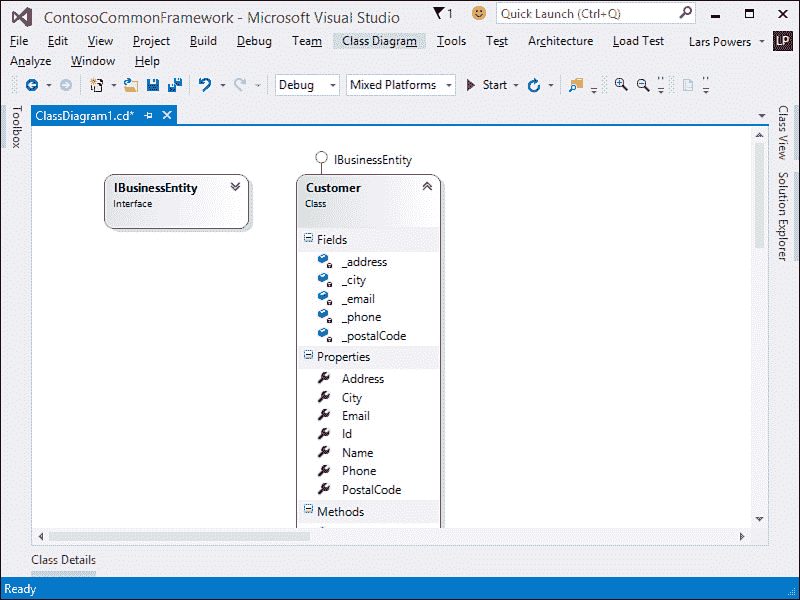 ContosoCommonFramework - Microsoft Visual Studio
1
Quick Launch (Ctrl+Q)
File Edit View Project Build Debug Team Class Diagram Tools Test Architecture Load Test Lars Powers LP
Analyze Window Help
Debug Mixed Platforms Start
ClassDiagram1.cd*
Toolbox
Class View
Solution Explorer
IBusinessEntity
IBusinessEntity
Interface
Customer
Class
Fields
_address
_city
_email
_phone
_postalCode
Properties
Address
City
Email
Id
Name
Phone
PostalCode
Methods
Class Details
Ready